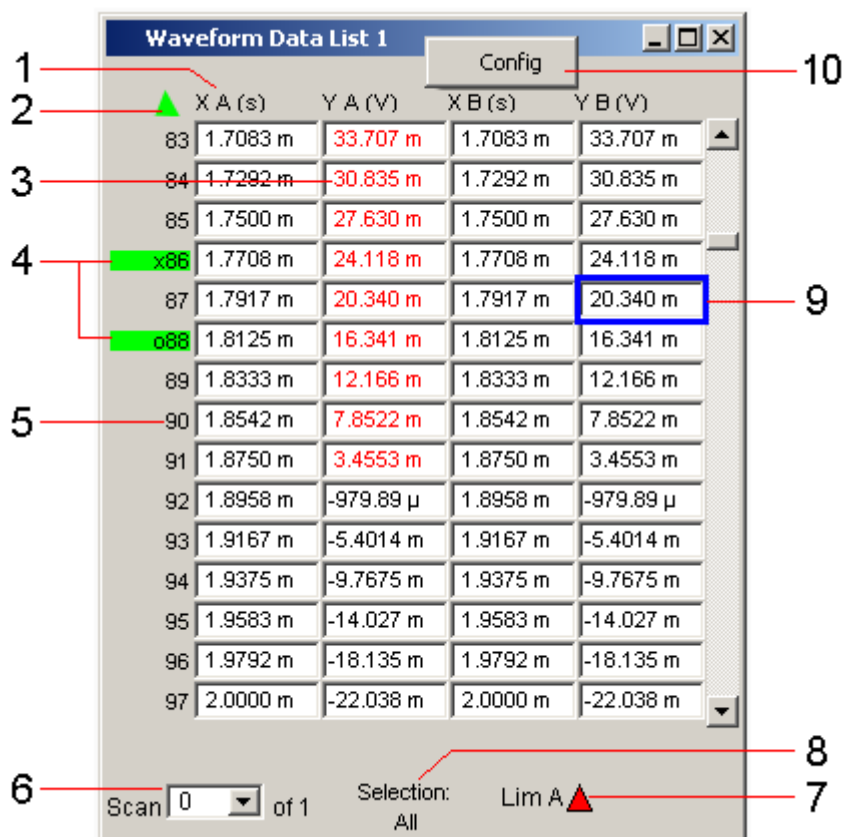 Waveform Data List 1
Config
1
10
2
X A (s) Y A (V) X B (s) Y B (V)
83 1.7083 m 33.707 m 1.7083 m 33.707 m
3
84 1.7292 m 30.835 m 1.7292 m 30.835 m
85 1.7500 m 27.630 m 1.7500 m 27.630 m
4
x86 1.7708 m 24.118 m 1.7708 m 24.118 m
87 1.7917 m 20.340 m 1.7917 m 20.340 m
9
o88 1.8125 m 16.341 m 1.8125 m 16.341 m
89 1.8333 m 12.166 m 1.8333 m 12.166 m
5
90 1.8542 m 7.8522 m 1.8542 m 7.8522 m
91 1.8750 m 3.4553 m 1.8750 m 3.4553 m
92 1.8958 m -979.89 µ 1.8958 m -979.89 µ
93 1.9167 m -5.4014 m 1.9167 m -5.4014 m
94 1.9375 m -9.7675 m 1.9375 m -9.7675 m
95 1.9583 m -14.027 m 1.9583 m -14.027 m
96 1.9792 m -18.135 m 1.9792 m -18.135 m
97 2.0000 m -22.038 m 2.0000 m -22.038 m
8
6
Scan 0 of 1
Selection:
All
Lim A
7